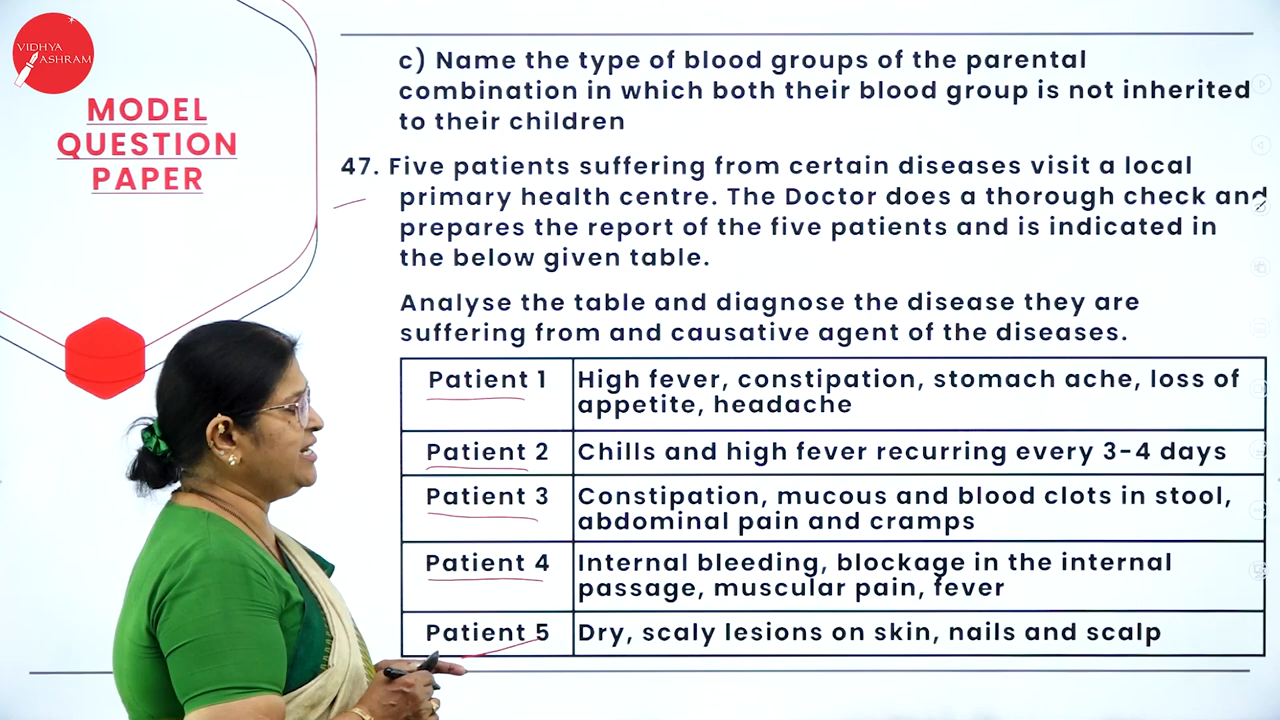 VIDHYA
ASHRAM
MODEL
QUESTION
PAPER
c) Name the type of blood groups of the parental
combination in which both their blood group is not inherited
to their children
47. Five patients suffering from certain diseases visit a local
primary health centre. The Doctor does a thorough check and
prepares the report of the five patients and is indicated in
the below given table.
Analyse the table and diagnose the disease they are
suffering from and causative agent of the diseases.
Patient 1
High fever, constipation, stomach ache, loss of
appetite, headache
Patient 2
Chills and high fever recurring every 3-4 days
Patient 3
Constipation, mucous and blood clots in stool,
abdominal pain and cramps
Patient 4
Internal bleeding, blockage in the internal
passage, muscular pain, fever
Patient 5
Dry, scaly lesions on skin, nails and scalp